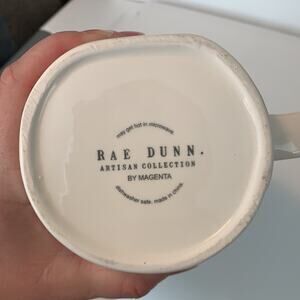 may get hot in microwave.
RAE DUNN.
ARTISAN COLLECTION
BY MAGENTA
dishwasher safe. made in china.